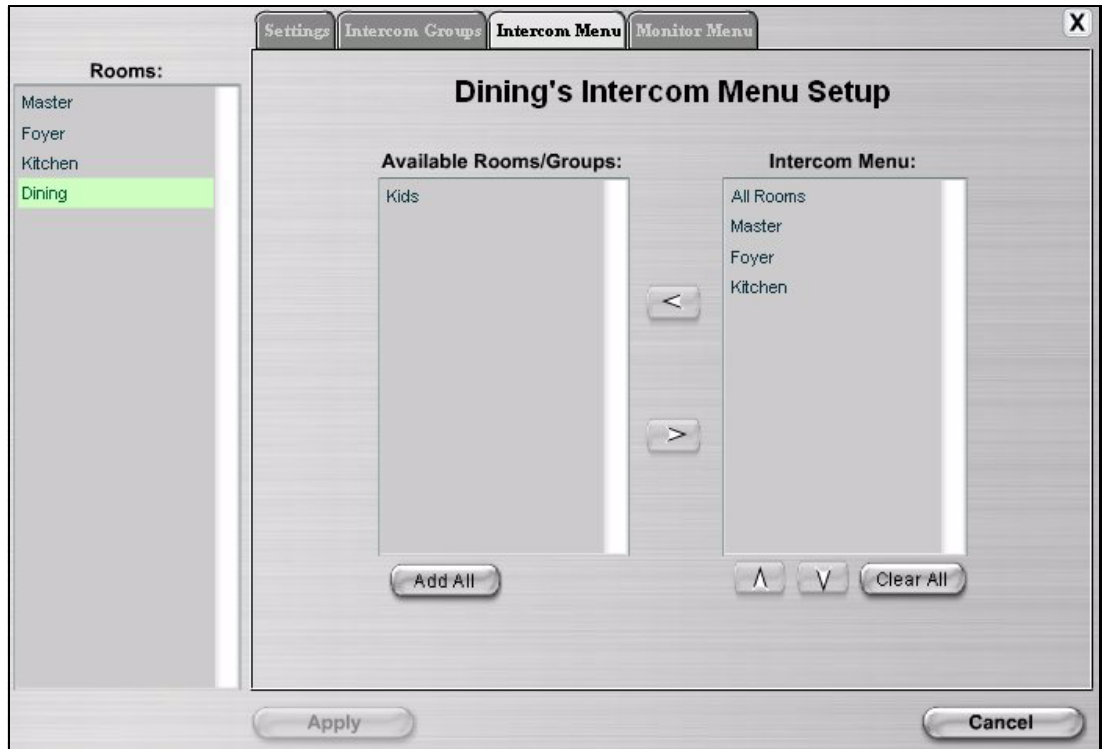 Settings Intercom Groups Intercom Menu Monitor Menu X
Rooms:
Master
Foyer
Kitchen
Dining
Dining's Intercom Menu Setup
Available Rooms/Groups:
Kids
Intercom Menu:
All Rooms
Master
Foyer
Kitchen
<
>
Add All
Λ V Clear All
Apply Cancel